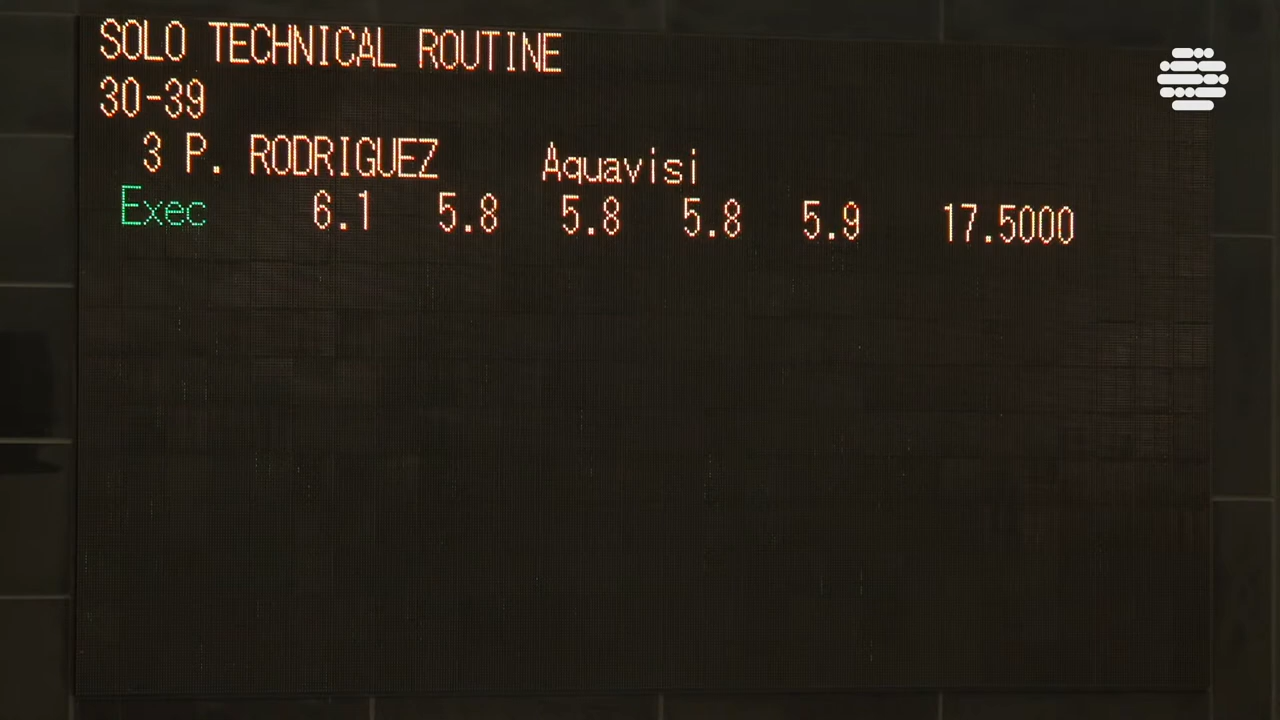 SOLO TECHNICAL ROUTINE
30-39
3 P. RODRIGUEZ Aquavisi
Exec 6.1 5.8 5.8 5.8 5.9 17.5000